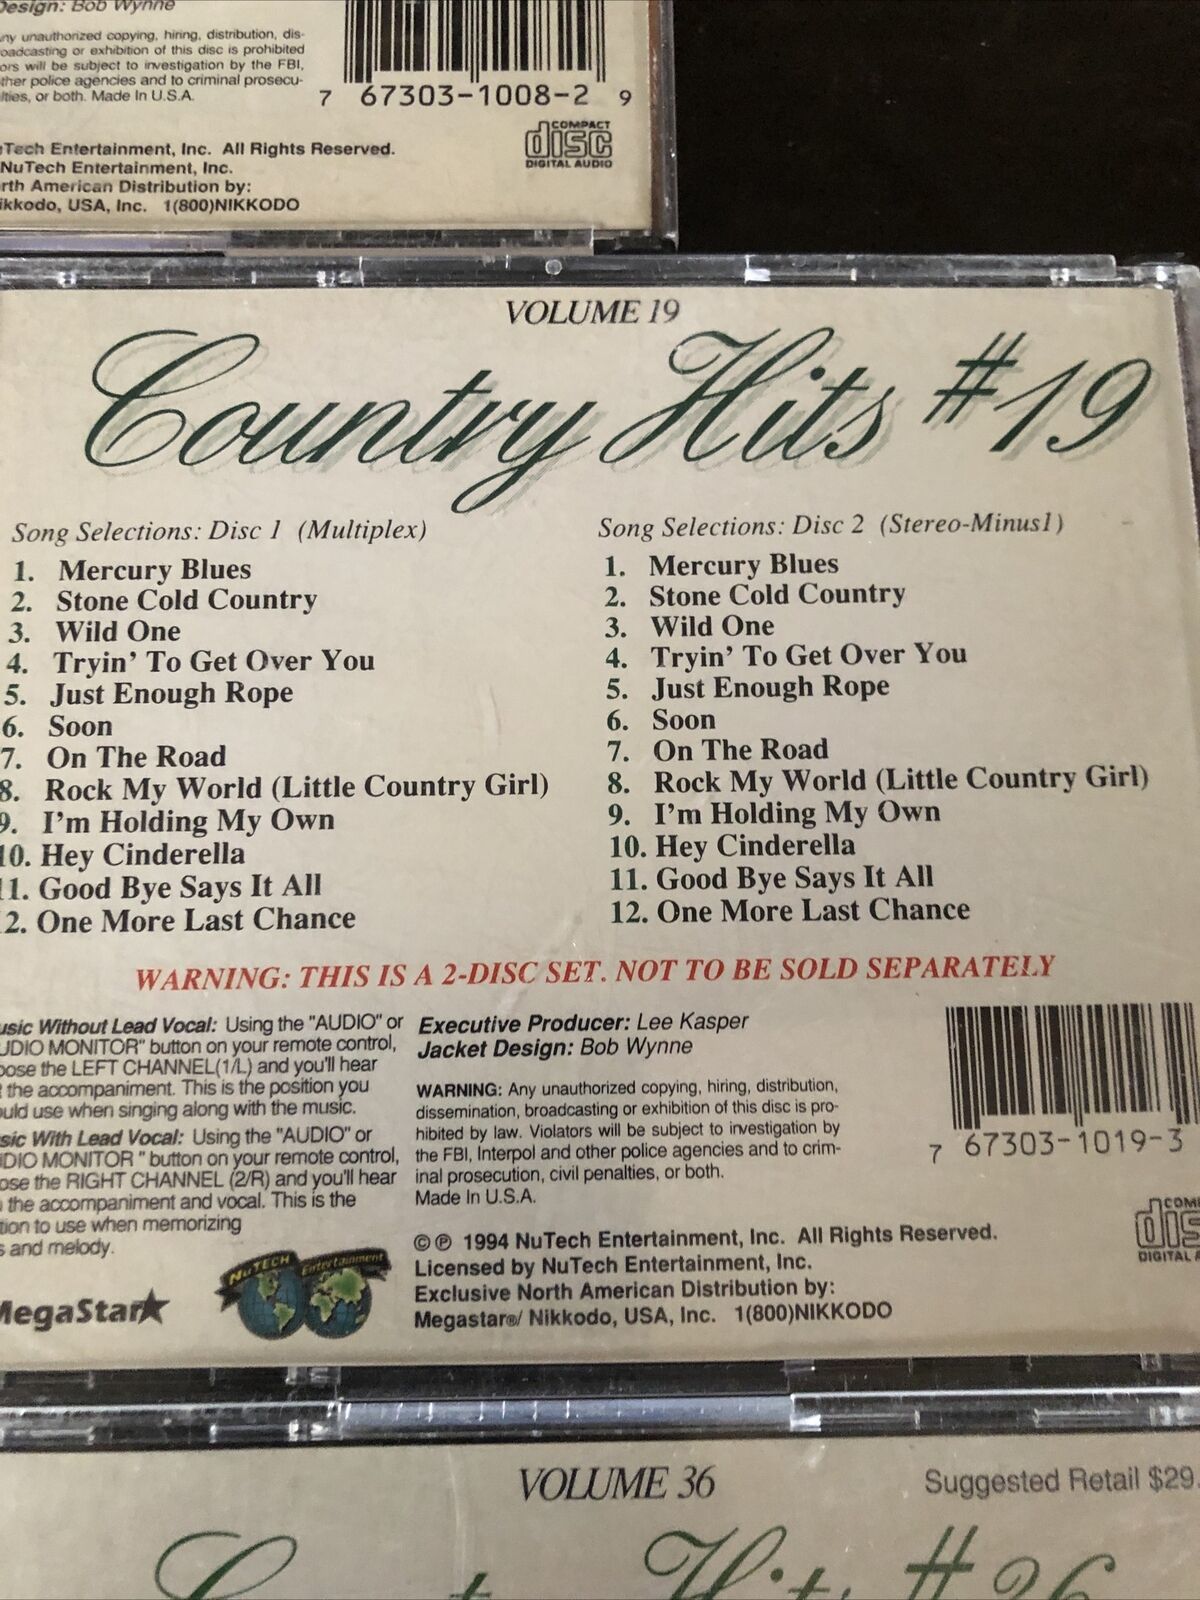 Design: Bob Wynne
any unauthorized copying, hiring, distribution, dis-
oadcasting or exhibition of this disc is prohibited
ors will be subject to investigation by the FBI,
ther police agencies and to criminal prosecu-
lties, or both. Made In U.S.A.
7 67303-1008-2 9
COMPACT
disc
DIGITAL AUDIO
uTech Entertainment, Inc. All Rights Reserved.
NuTech Entertainment, Inc.
rth American Distribution by:
ikkodo, USA, Inc. 1(800)NIKKODO
VOLUME 19
Country Hits #19
Song Selections: Disc 1 (Multiplex)
1. Mercury Blues
2. Stone Cold Country
3. Wild One
4. Tryin' To Get Over You
5. Just Enough Rope
6. Soon
7. On The Road
8. Rock My World (Little Country Girl)
9. I'm Holding My Own
10. Hey Cinderella
11. Good Bye Says It All
12. One More Last Chance
Song Selections: Disc 2 (Stereo-Minus1)
1. Mercury Blues
2. Stone Cold Country
3. Wild One
4. Tryin' To Get Over You
5. Just Enough Rope
6. Soon
7. On The Road
8. Rock My World (Little Country Girl)
9. I'm Holding My Own
10. Hey Cinderella
11. Good Bye Says It All
12. One More Last Chance
WARNING: THIS IS A 2-DISC SET. NOT TO BE SOLD SEPARATELY
usic Without Lead Vocal: Using the "AUDIO" or
UDIO MONITOR" button on your remote control,
oose the LEFT CHANNEL(1/L) and you'll hear
the accompaniment. This is the position you
ould use when singing along with the music.
sic With Lead Vocal: Using the "AUDIO" or
DIO MONITOR " button on your remote control,
ose the RIGHT CHANNEL (2/R) and you'll hear
the accompaniment and vocal. This is the
tion to use when memorizing
s and melody.
MegaStar
NuTECH Entertainment
Executive Producer: Lee Kasper
Jacket Design: Bob Wynne
WARNING: Any unauthorized copying, hiring, distribution,
dissemination, broadcasting or exhibition of this disc is pro-
hibited by law. Violators will be subject to investigation by
the FBI, Interpol and other police agencies and to crim-
inal prosecution, civil penalties, or both.
Made In U.S.A.
©℗ 1994 NuTech Entertainment, Inc. All Rights Reserved.
Licensed by NuTech Entertainment, Inc.
Exclusive North American Distribution by:
Megastar®/ Nikkodo, USA, Inc. 1(800)NIKKODO
7 67303-1019-3
COMP
dis
DIGITAL A
VOLUME 36
Suggested Retail $29.
Country Hits #36